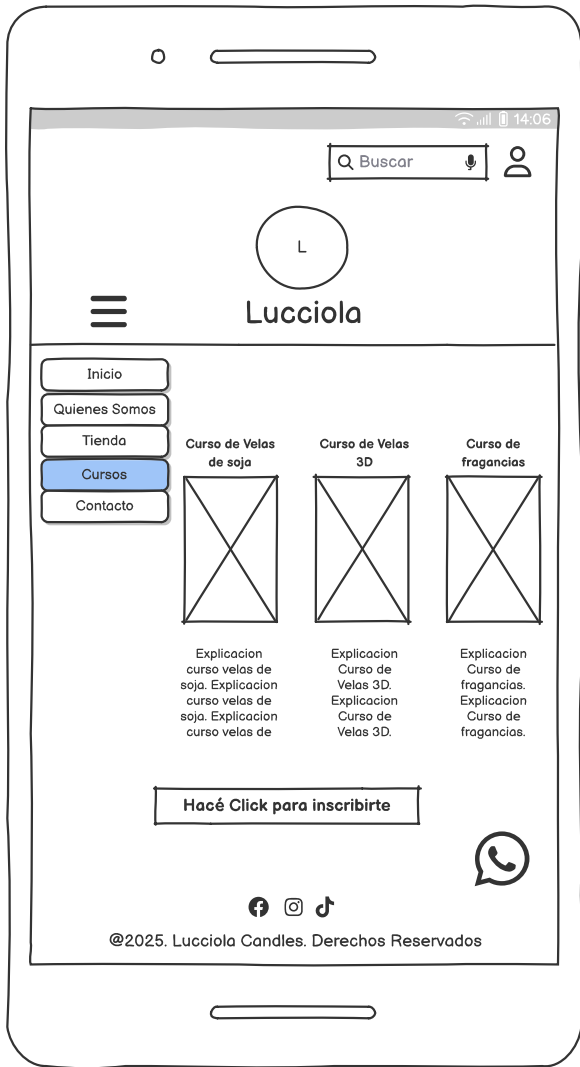 14:06
Buscar
L
Lucciola
Inicio
Quienes Somos
Tienda
Cursos
Contacto
Curso de Velas
de soja
Curso de Velas
3D
Curso de
fragancias
Explicacion
curso velas de
soja. Explicacion
curso velas de
soja. Explicacion
curso velas de
Explicacion
Curso de
Velas 3D.
Explicacion
Curso de
Velas 3D.
Explicacion
Curso de
fragancias.
Explicacion
Curso de
fragancias.
Hacé Click para inscribirte
@2025. Lucciola Candles. Derechos Reservados